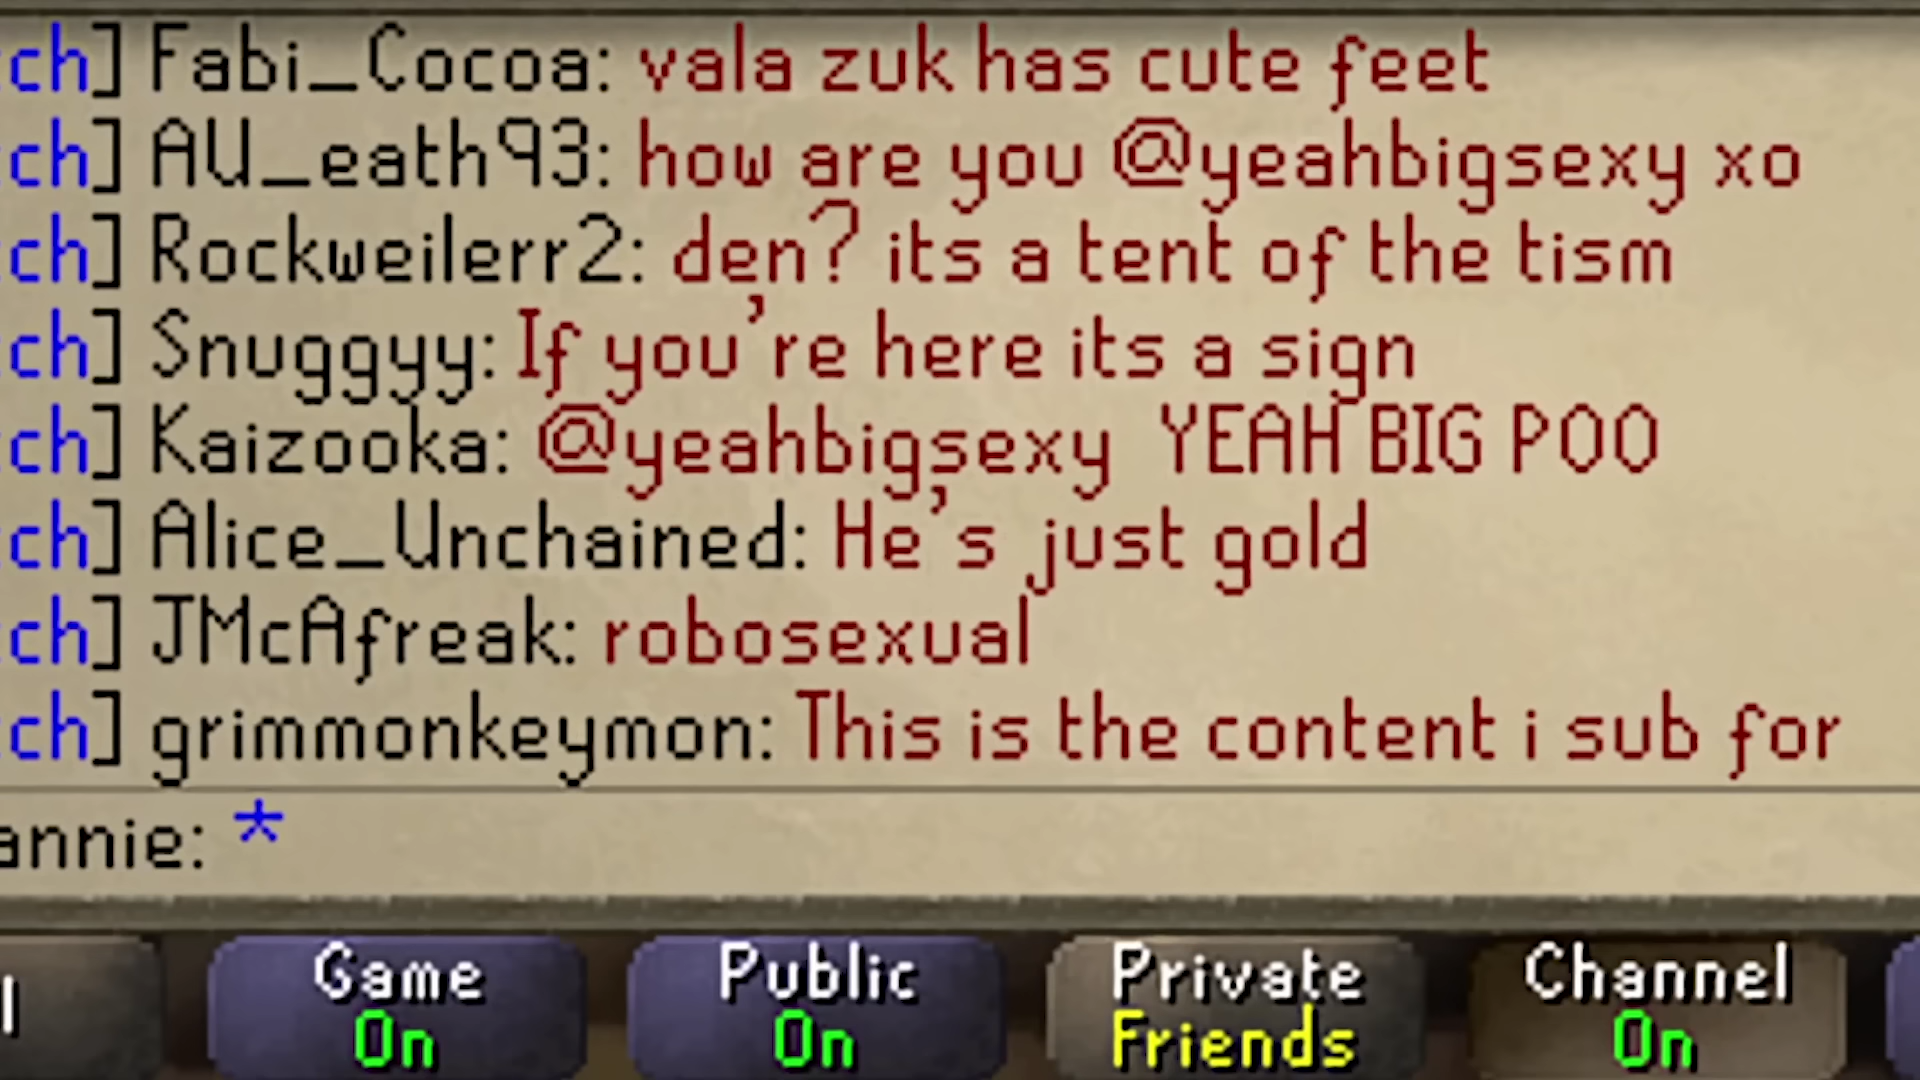 ch] Fabi_Cocoa: vala zuk has cute feet
ch] AU_eath93: how are you @yeahbigsexy xo
ch] Rockweilerr2: den? its a tent of the tism
ch] Snuggyy: If you're here its a sign
ch] Kaizooka: @yeahbigsexy YEAH BIG POO
ch] Alice_Unchained: He's just gold
ch] JMcAfreak: robosexual
ch] grimmonkeymon: This is the content i sub for
annie: *
Game Public Private Channel
On On Friends On